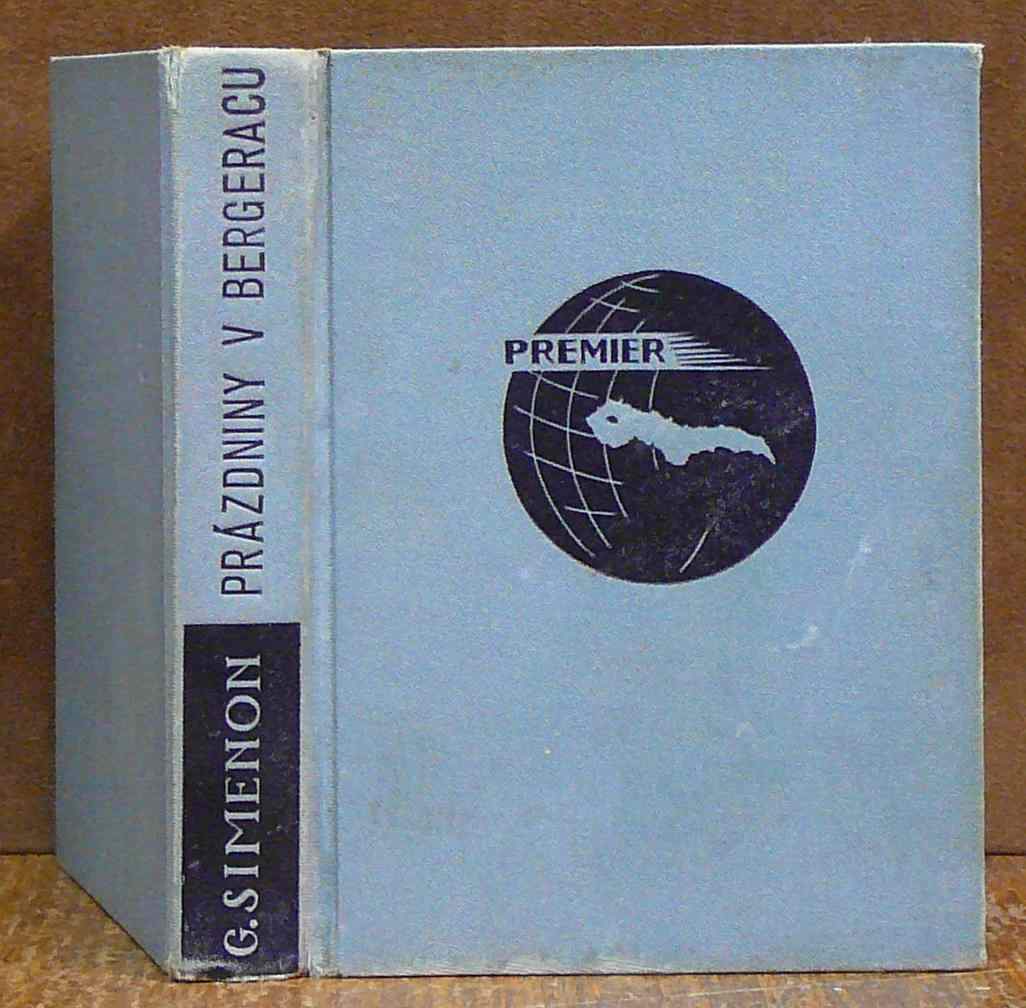 G. SIMENON
PRÁZDNINY V BERGERACU
PREMIER